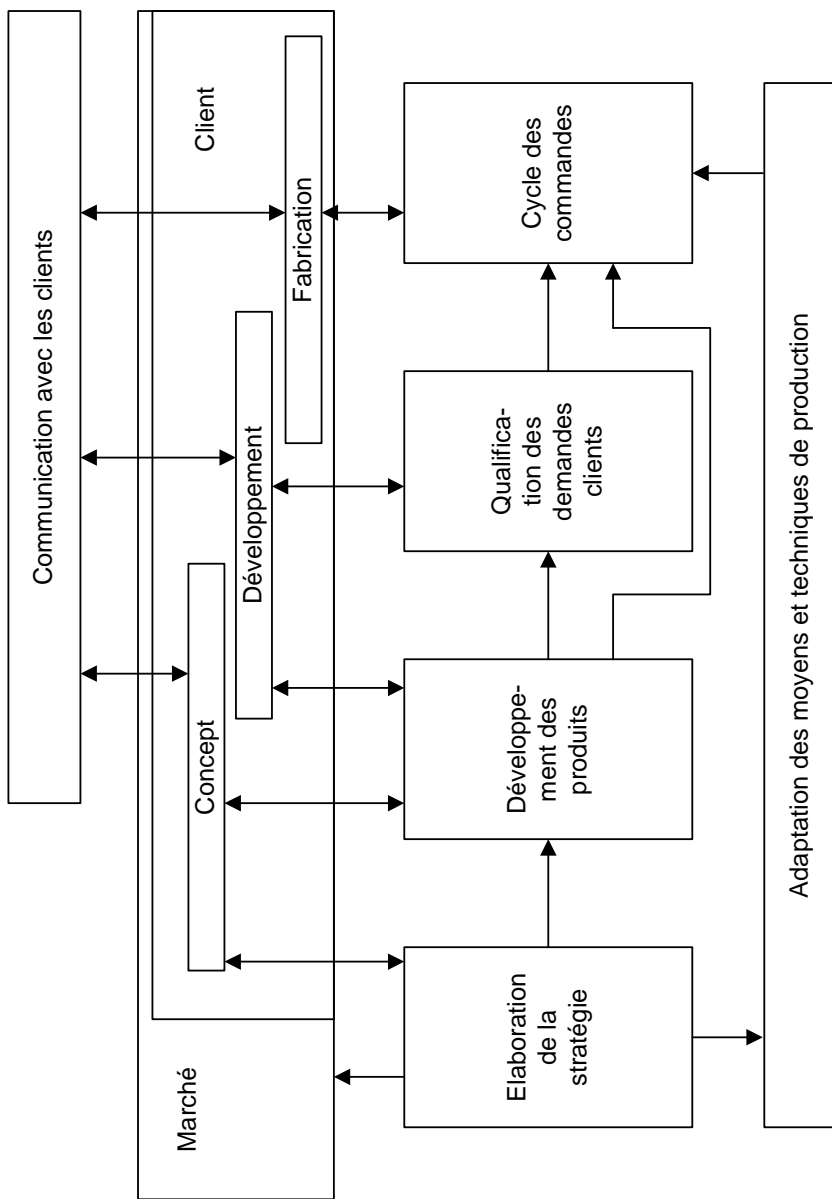 Communication avec les clients
Marché
Client
Concept
Développement
Fabrication
Elaboration
de la
stratégie
Développe-
ment des
produits
Qualifica-
tion des
demandes
clients
Cycle des
commandes
Adaptation des moyens et techniques de production